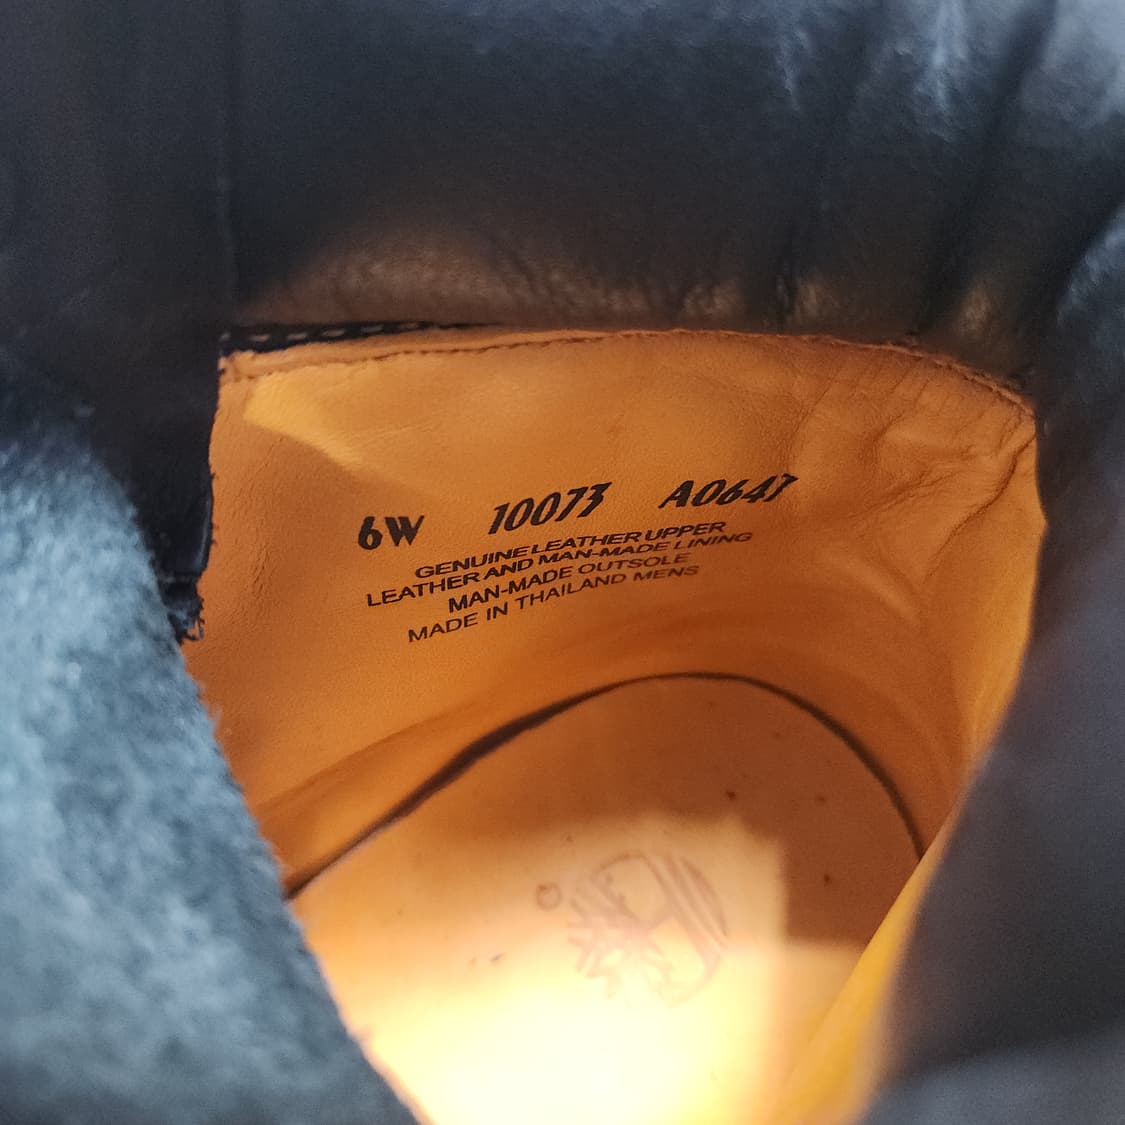 6W 10073 A0647
GENUINE LEATHER UPPER
LEATHER AND MAN-MADE LINING
MAN-MADE OUTSOLE
MADE IN THAILAND MENS